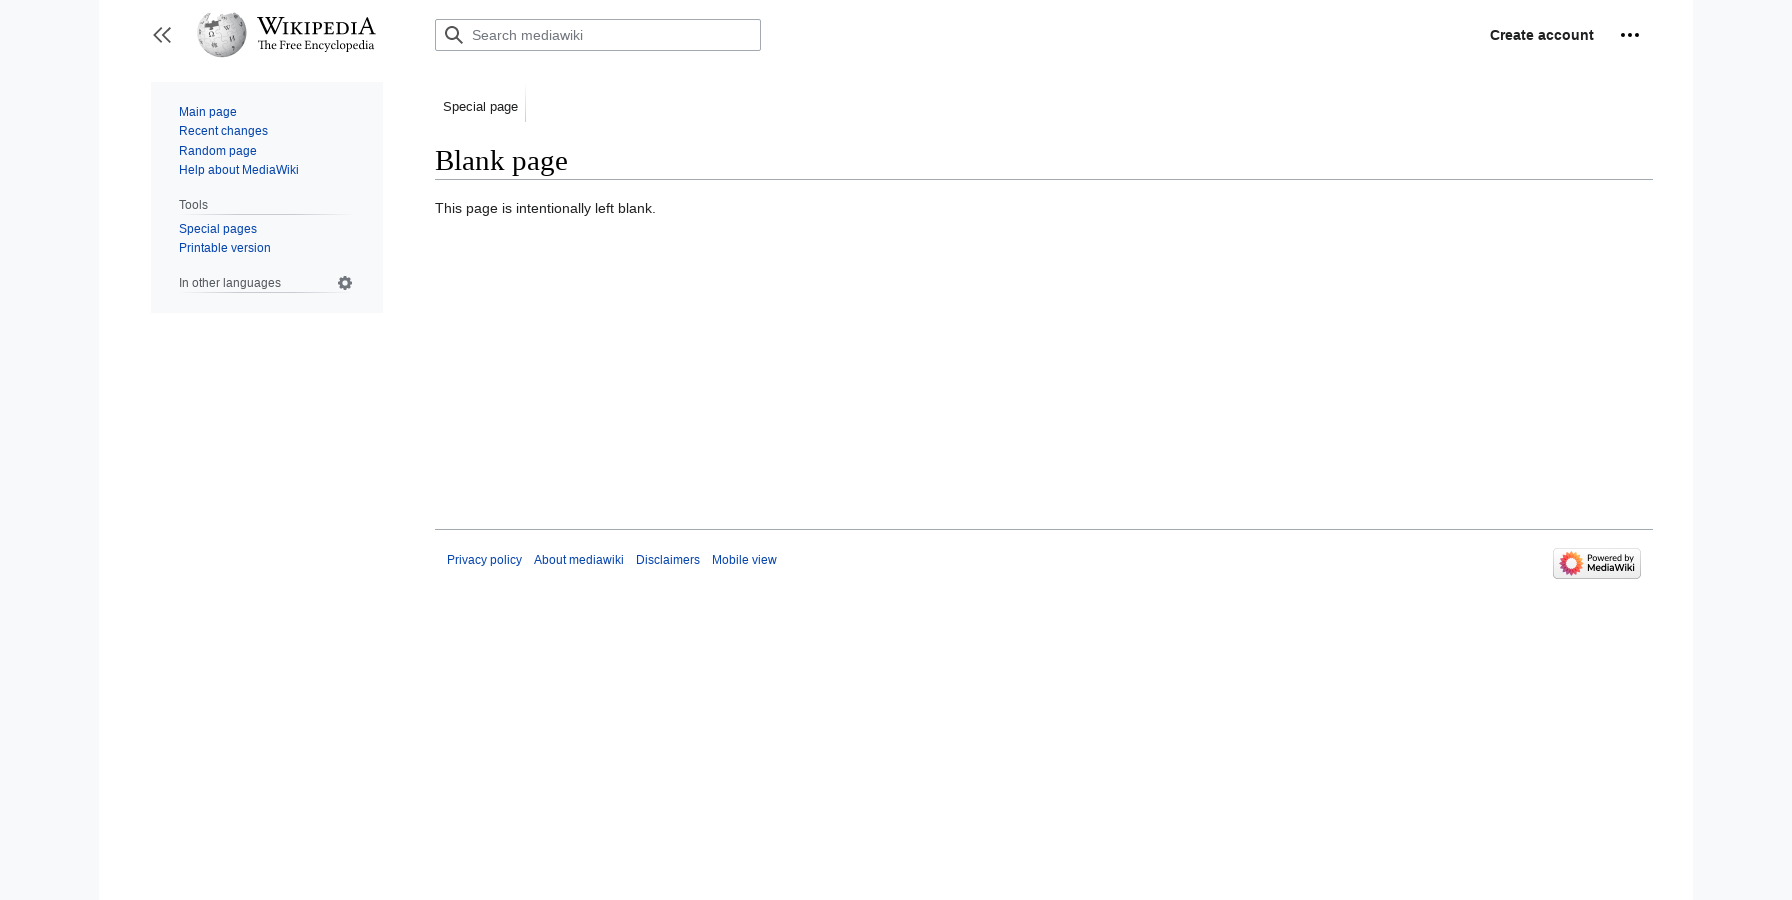 WIKIPEDIA
The Free Encyclopedia
Search mediawiki
Create account
Main page
Recent changes
Random page
Help about MediaWiki
Tools
Special pages
Printable version
In other languages
Special page
Blank page
This page is intentionally left blank.
Privacy policy About mediawiki Disclaimers Mobile view
Powered by
MediaWiki